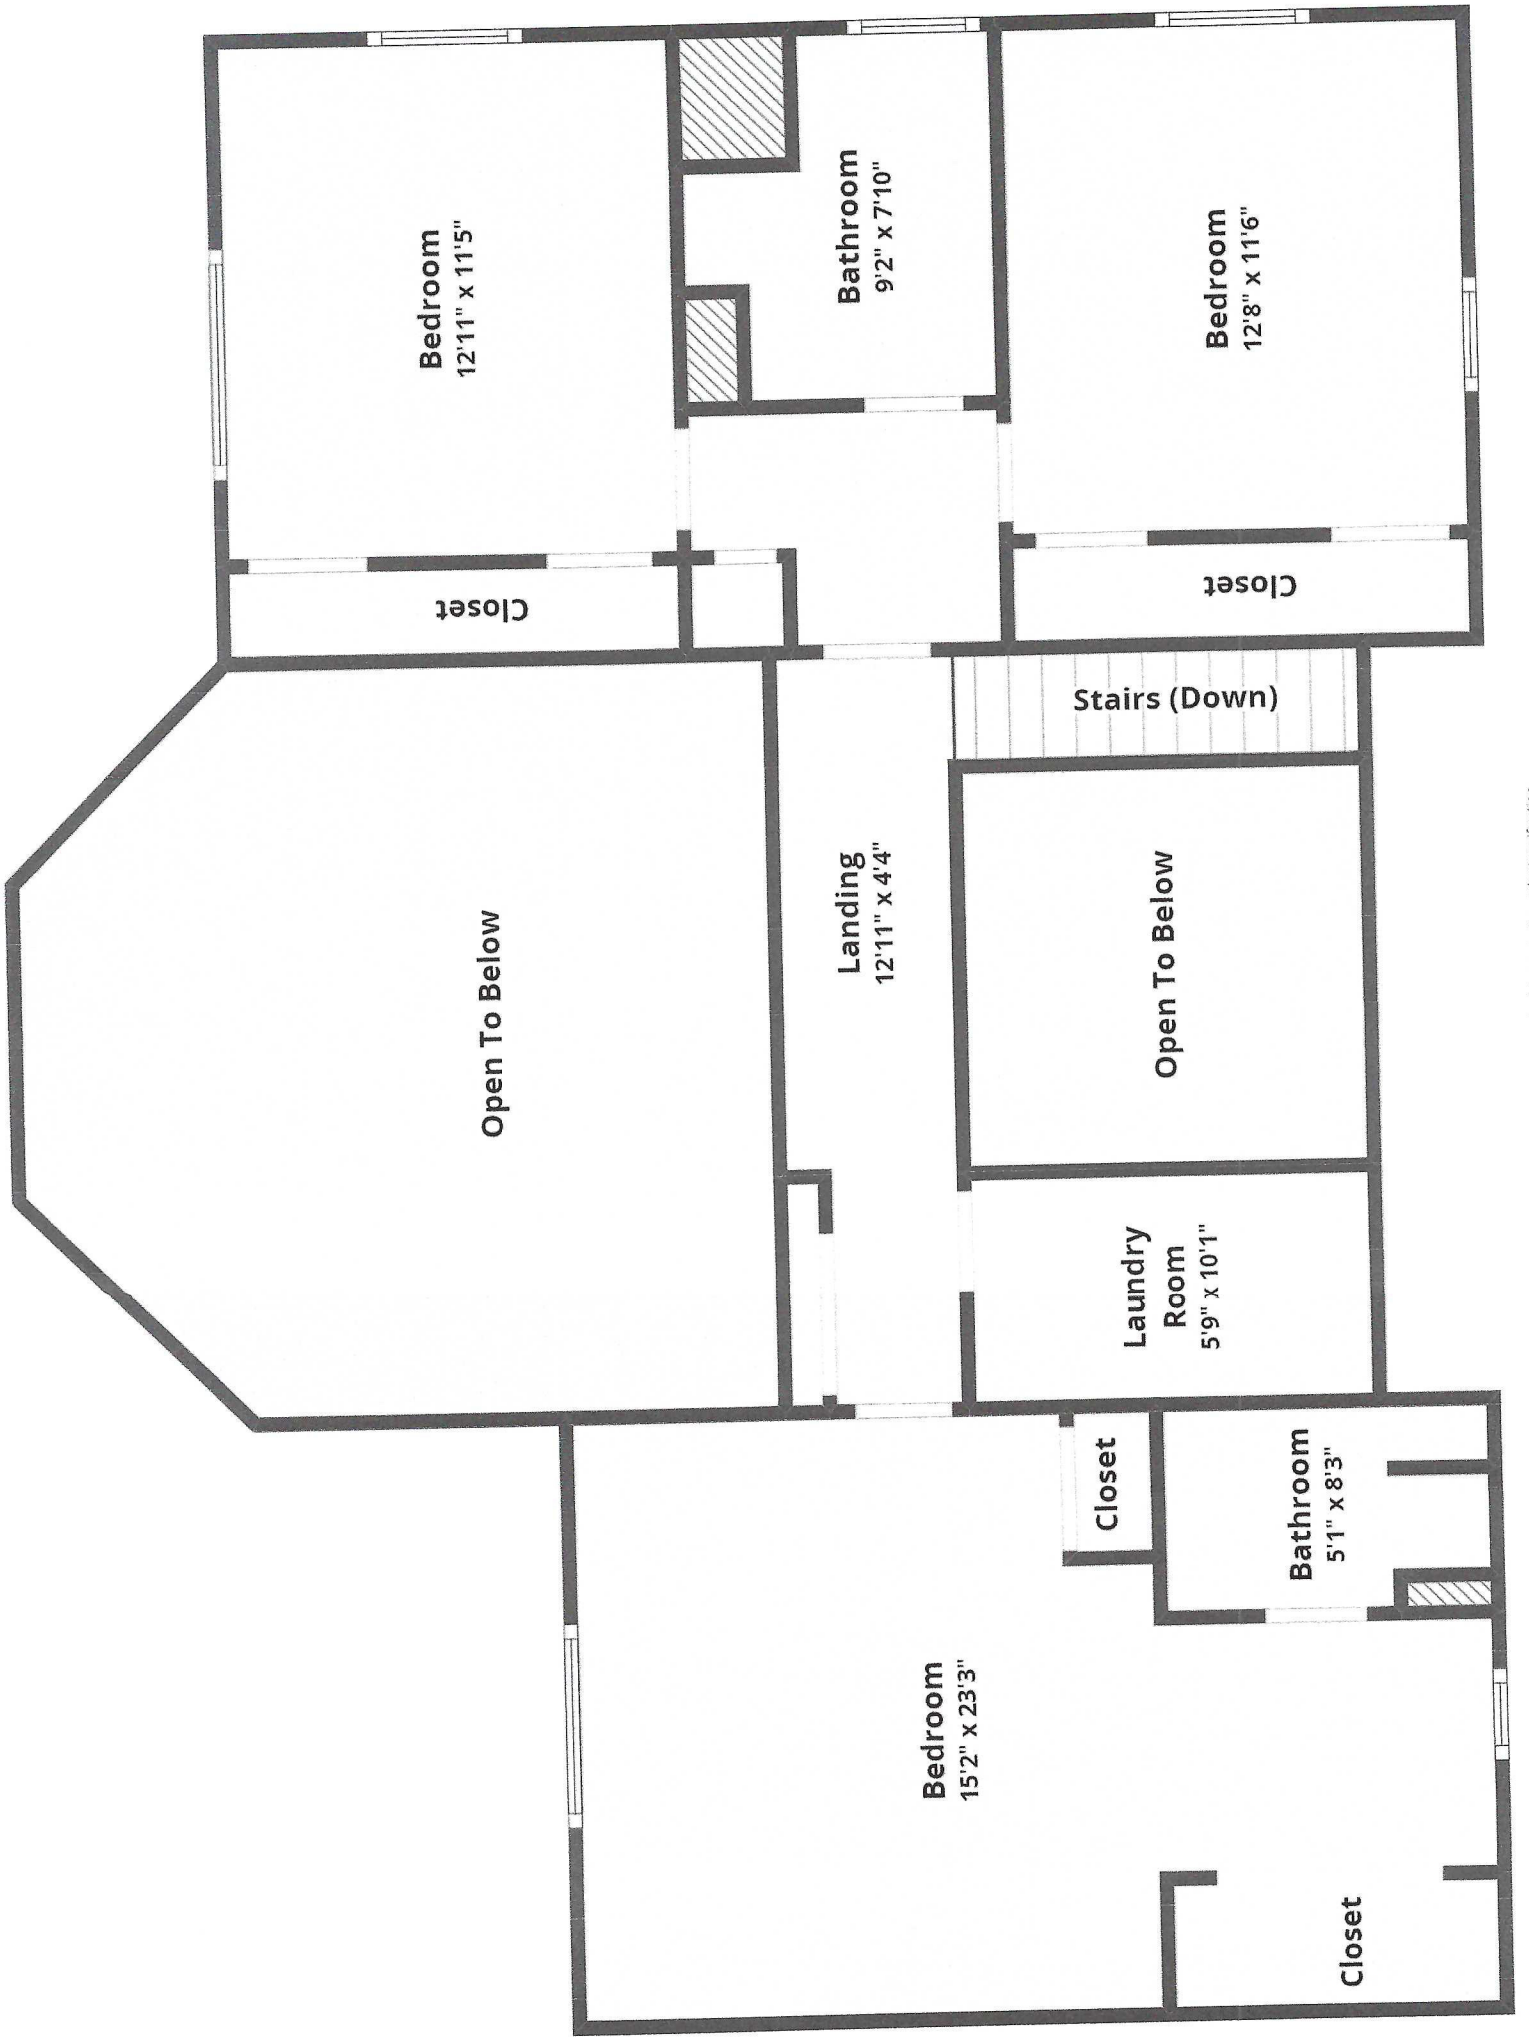 Bedroom
12'11" x 11'5"
Bathroom
9'2" x 7'10"
Bedroom
12'8" x 11'6"
Closet
Closet
Stairs (Down)
Open To Below
Landing
12'11" x 4'4"
Open To Below
Laundry
Room
5'9" x 10'1"
Closet
Bathroom
5'1" x 8'3"
Bedroom
15'2" x 23'3"
Closet